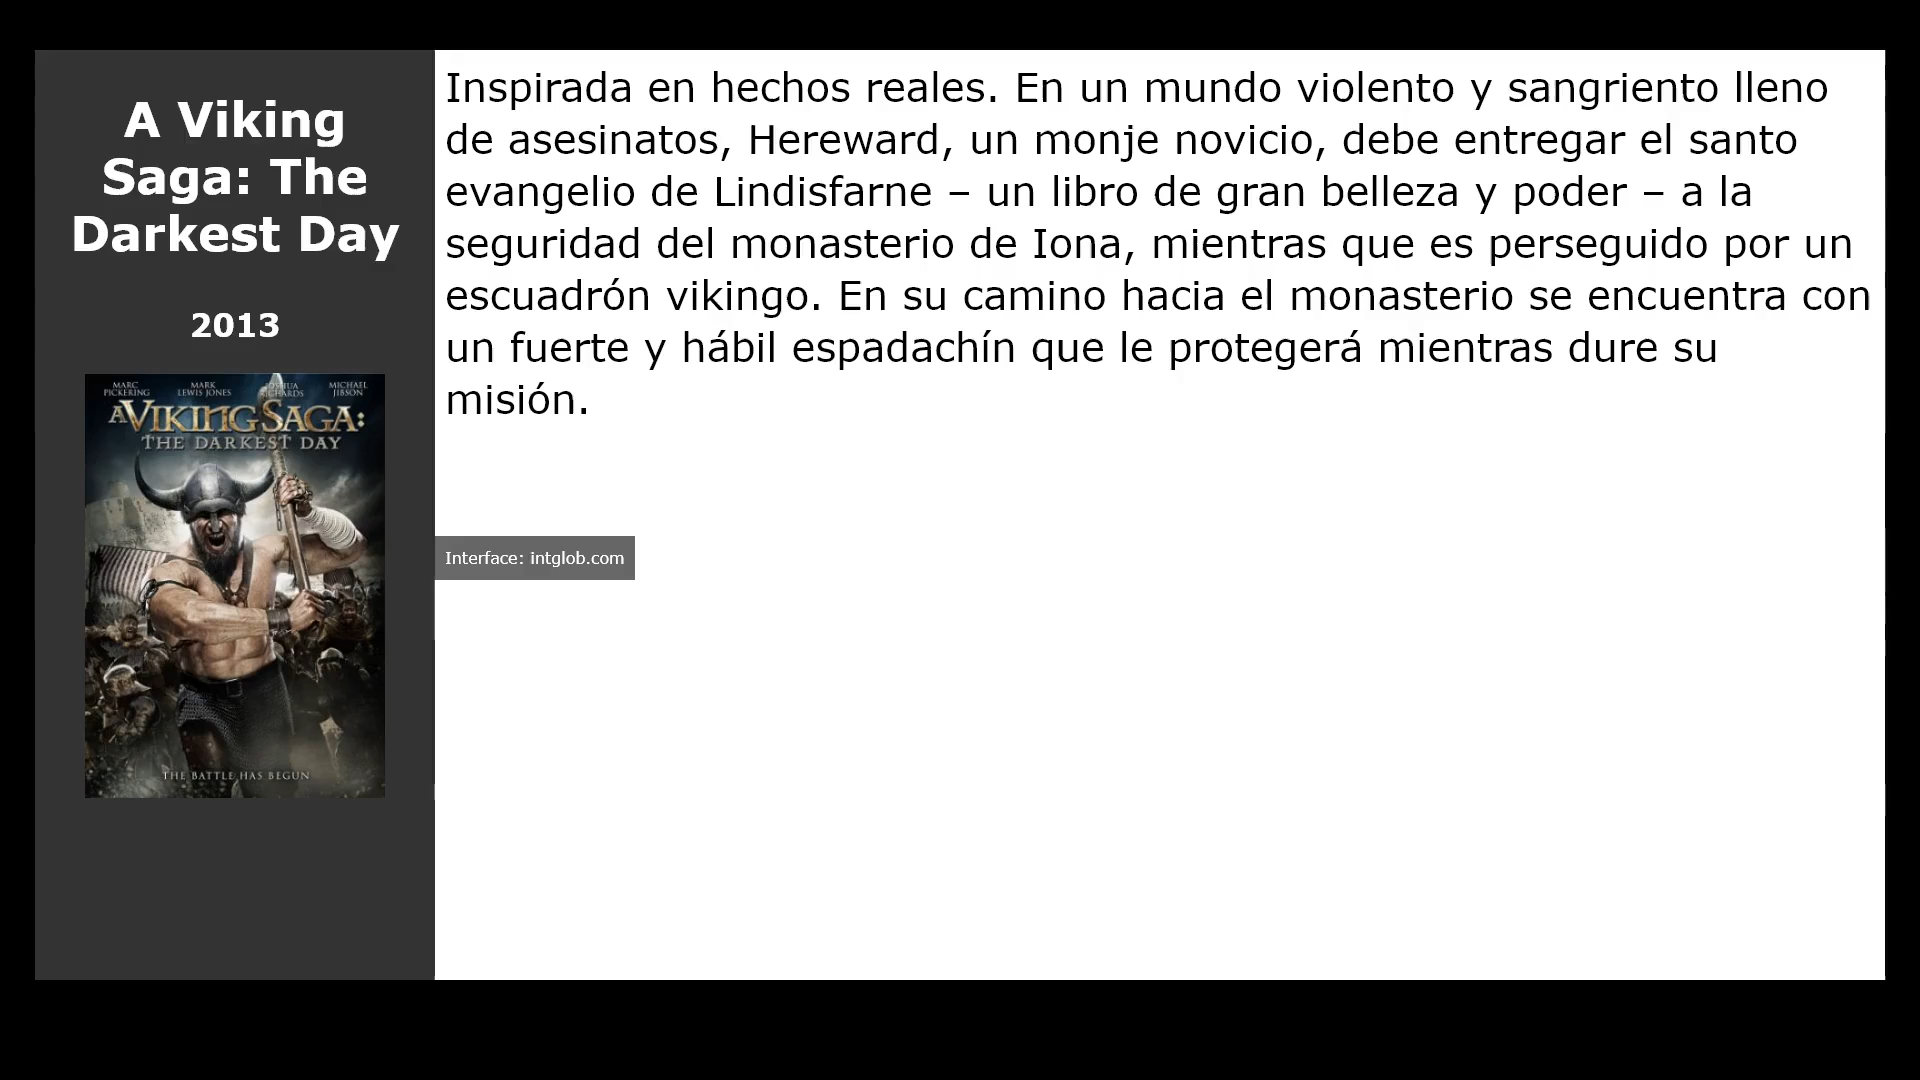 A Viking
Saga: The
Darkest Day
2013
MARC
PICKERING
MARK
LEWIS JONES
JOSHUA
RICHARDS
MICHAEL
JIBSON
A VIKING SAGA:
THE DARKEST DAY
THE BATTLE HAS BEGUN
Inspirada en hechos reales. En un mundo violento y sangriento lleno
de asesinatos, Hereward, un monje novicio, debe entregar el santo
evangelio de Lindisfarne – un libro de gran belleza y poder – a la
seguridad del monasterio de Iona, mientras que es perseguido por un
escuadrón vikingo. En su camino hacia el monasterio se encuentra con
un fuerte y hábil espadachín que le protegerá mientras dure su
misión.
Interface: intglob.com